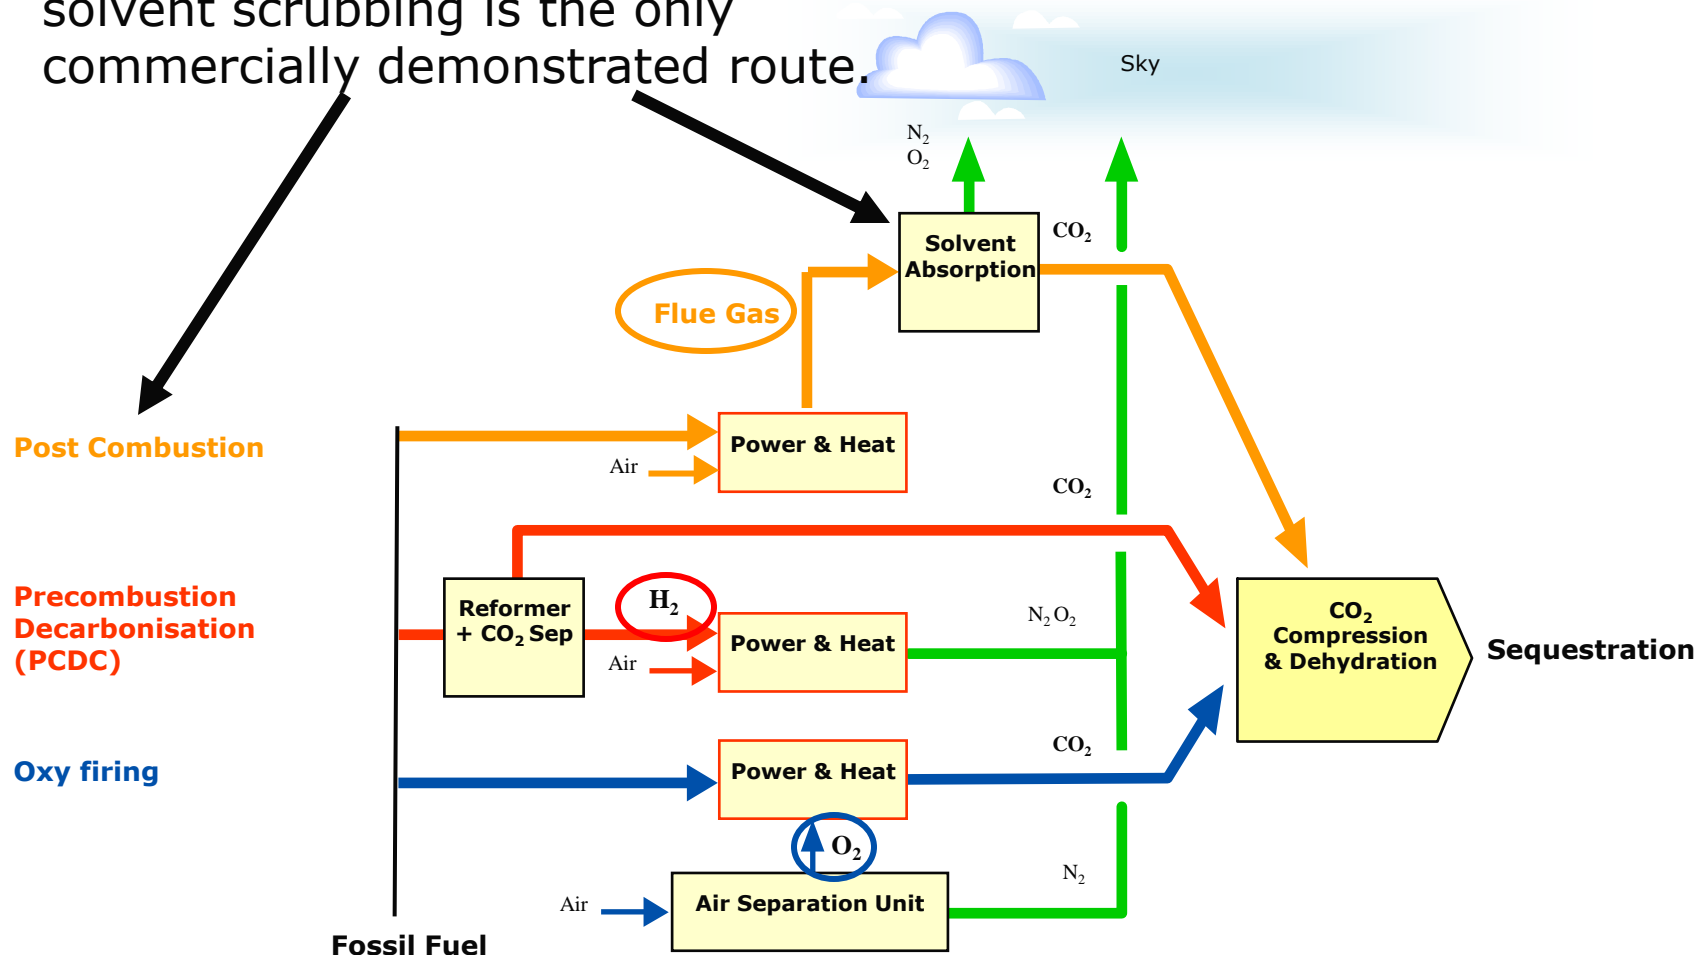 solvent scrubbing is the only
commercially demonstrated route.
Sky
N₂
O₂
Solvent
Absorption
CO₂
Flue Gas
Post Combustion
Power & Heat
Air
CO₂
Precombustion
Decarbonisation
(PCDC)
Reformer
+ CO₂ Sep
H₂
Air
Power & Heat
N₂ O₂
CO₂
Compression
& Dehydration
Sequestration
Oxy firing
Power & Heat
CO₂
O₂
Air
Air Separation Unit
N₂
Fossil Fuel